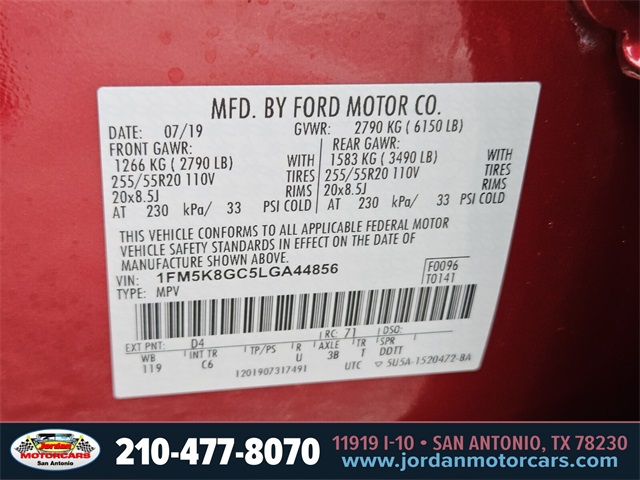 MFD. BY FORD MOTOR CO.
DATE: 07/19 GVWR: 2790 KG ( 6150 LB)
FRONT GAWR: REAR GAWR:
1266 KG ( 2790 LB) WITH 1583 KG ( 3490 LB) WITH
255/55R20 110V TIRES 255/55R20 110V TIRES
20x8.5J RIMS 20x8.5J RIMS
AT 230 kPa/ 33 PSI COLD AT 230 kPa/ 33 PSI COLD
THIS VEHICLE CONFORMS TO ALL APPLICABLE FEDERAL MOTOR
VEHICLE SAFETY STANDARDS IN EFFECT ON THE DATE OF
MANUFACTURE SHOWN ABOVE.
VIN: 1FM5K8GC5LGA44856 F0096
TYPE: MPV T0141
EXT PNT: D4 RC: 71 DSO:
WB INT TR TP/PS R AXLE TR SPR
119 C6 U 3B T DDTT
1201907317491 UTC 5U5A-1520472-BA
Jordan
MOTORCARS
San Antonio
210-477-8070
11919 I-10 • SAN ANTONIO, TX 78230
www.jordanmotorcars.com